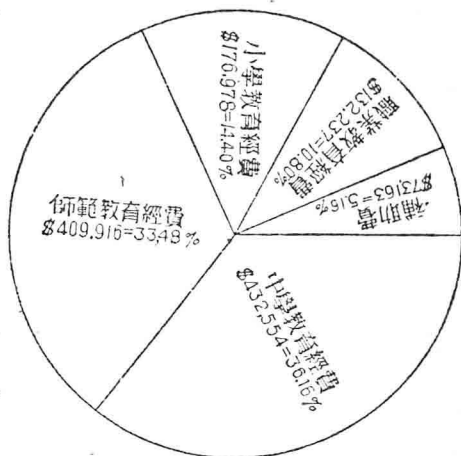 小學教育經費
$176.978=14.40%
職業教育經費
$132.237=10.80%
補助費
$73,163=5.16%
師範教育經費
$409.916=33,48%
中學教育經費
$432,554=36.16%